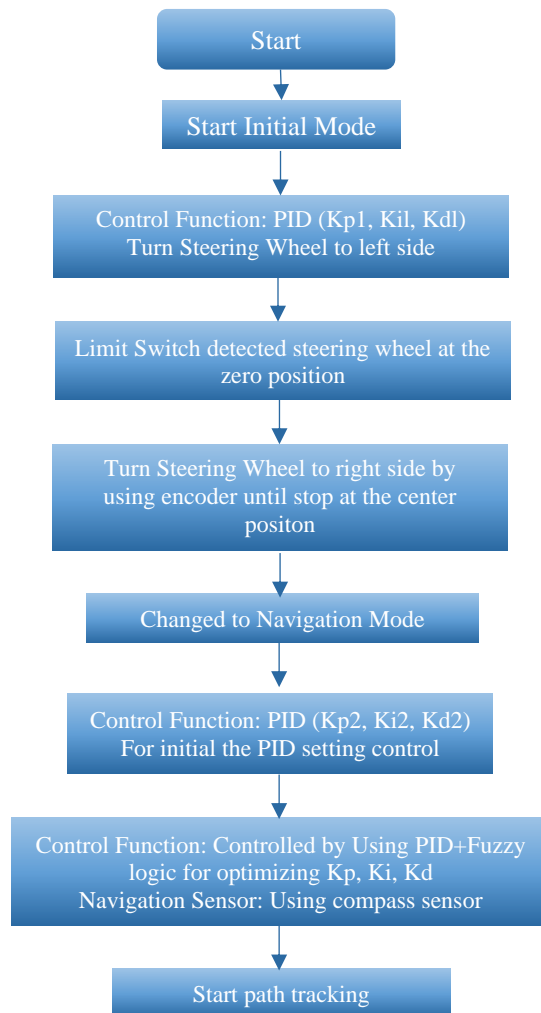 Start
Start Initial Mode
Control Function: PID (Kp1, Kil, Kdl)
Turn Steering Wheel to left side
Limit Switch detected steering wheel at the
zero position
Turn Steering Wheel to right side by
using encoder until stop at the center
positon
Changed to Navigation Mode
Control Function: PID (Kp2, Ki2, Kd2)
For initial the PID setting control
Control Function: Controlled by Using PID+Fuzzy
logic for optimizing Kp, Ki, Kd
Navigation Sensor: Using compass sensor
Start path tracking